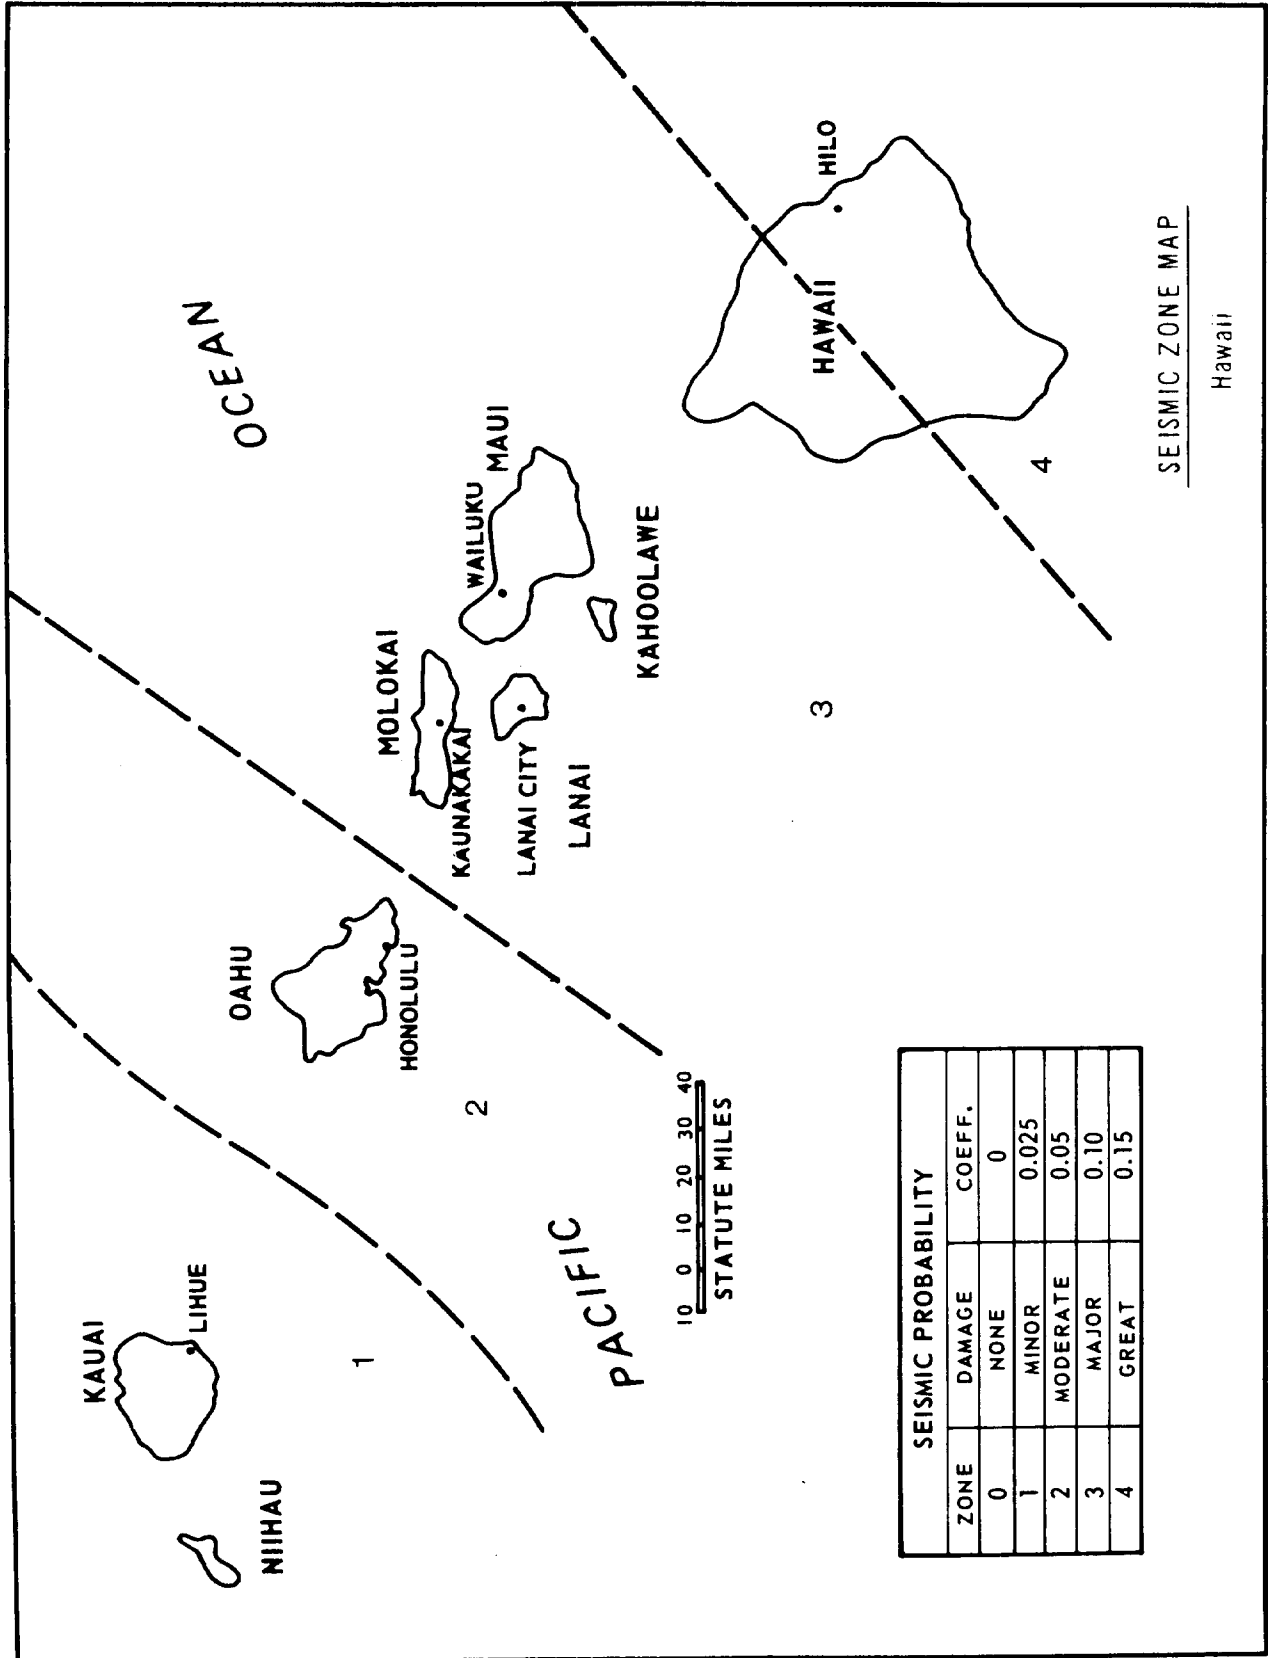 KAUAI
LIHUE
NIIHAU
1
OAHU
HONOLULU
2
PACIFIC
OCEAN
MOLOKAI
KAUNAKAKAI
LANAI CITY
LANAI
WAILUKU
MAUI
KAHOOLAWE
3
HAWAII
HILO
4
10 0 10 20 30 40
STATUTE MILES
SEISMIC PROBABILITY
ZONE DAMAGE COEFF.
0 NONE 0
1 MINOR 0.025
2 MODERATE 0.05
3 MAJOR 0.10
4 GREAT 0.15
SEISMIC ZONE MAP
Hawaii